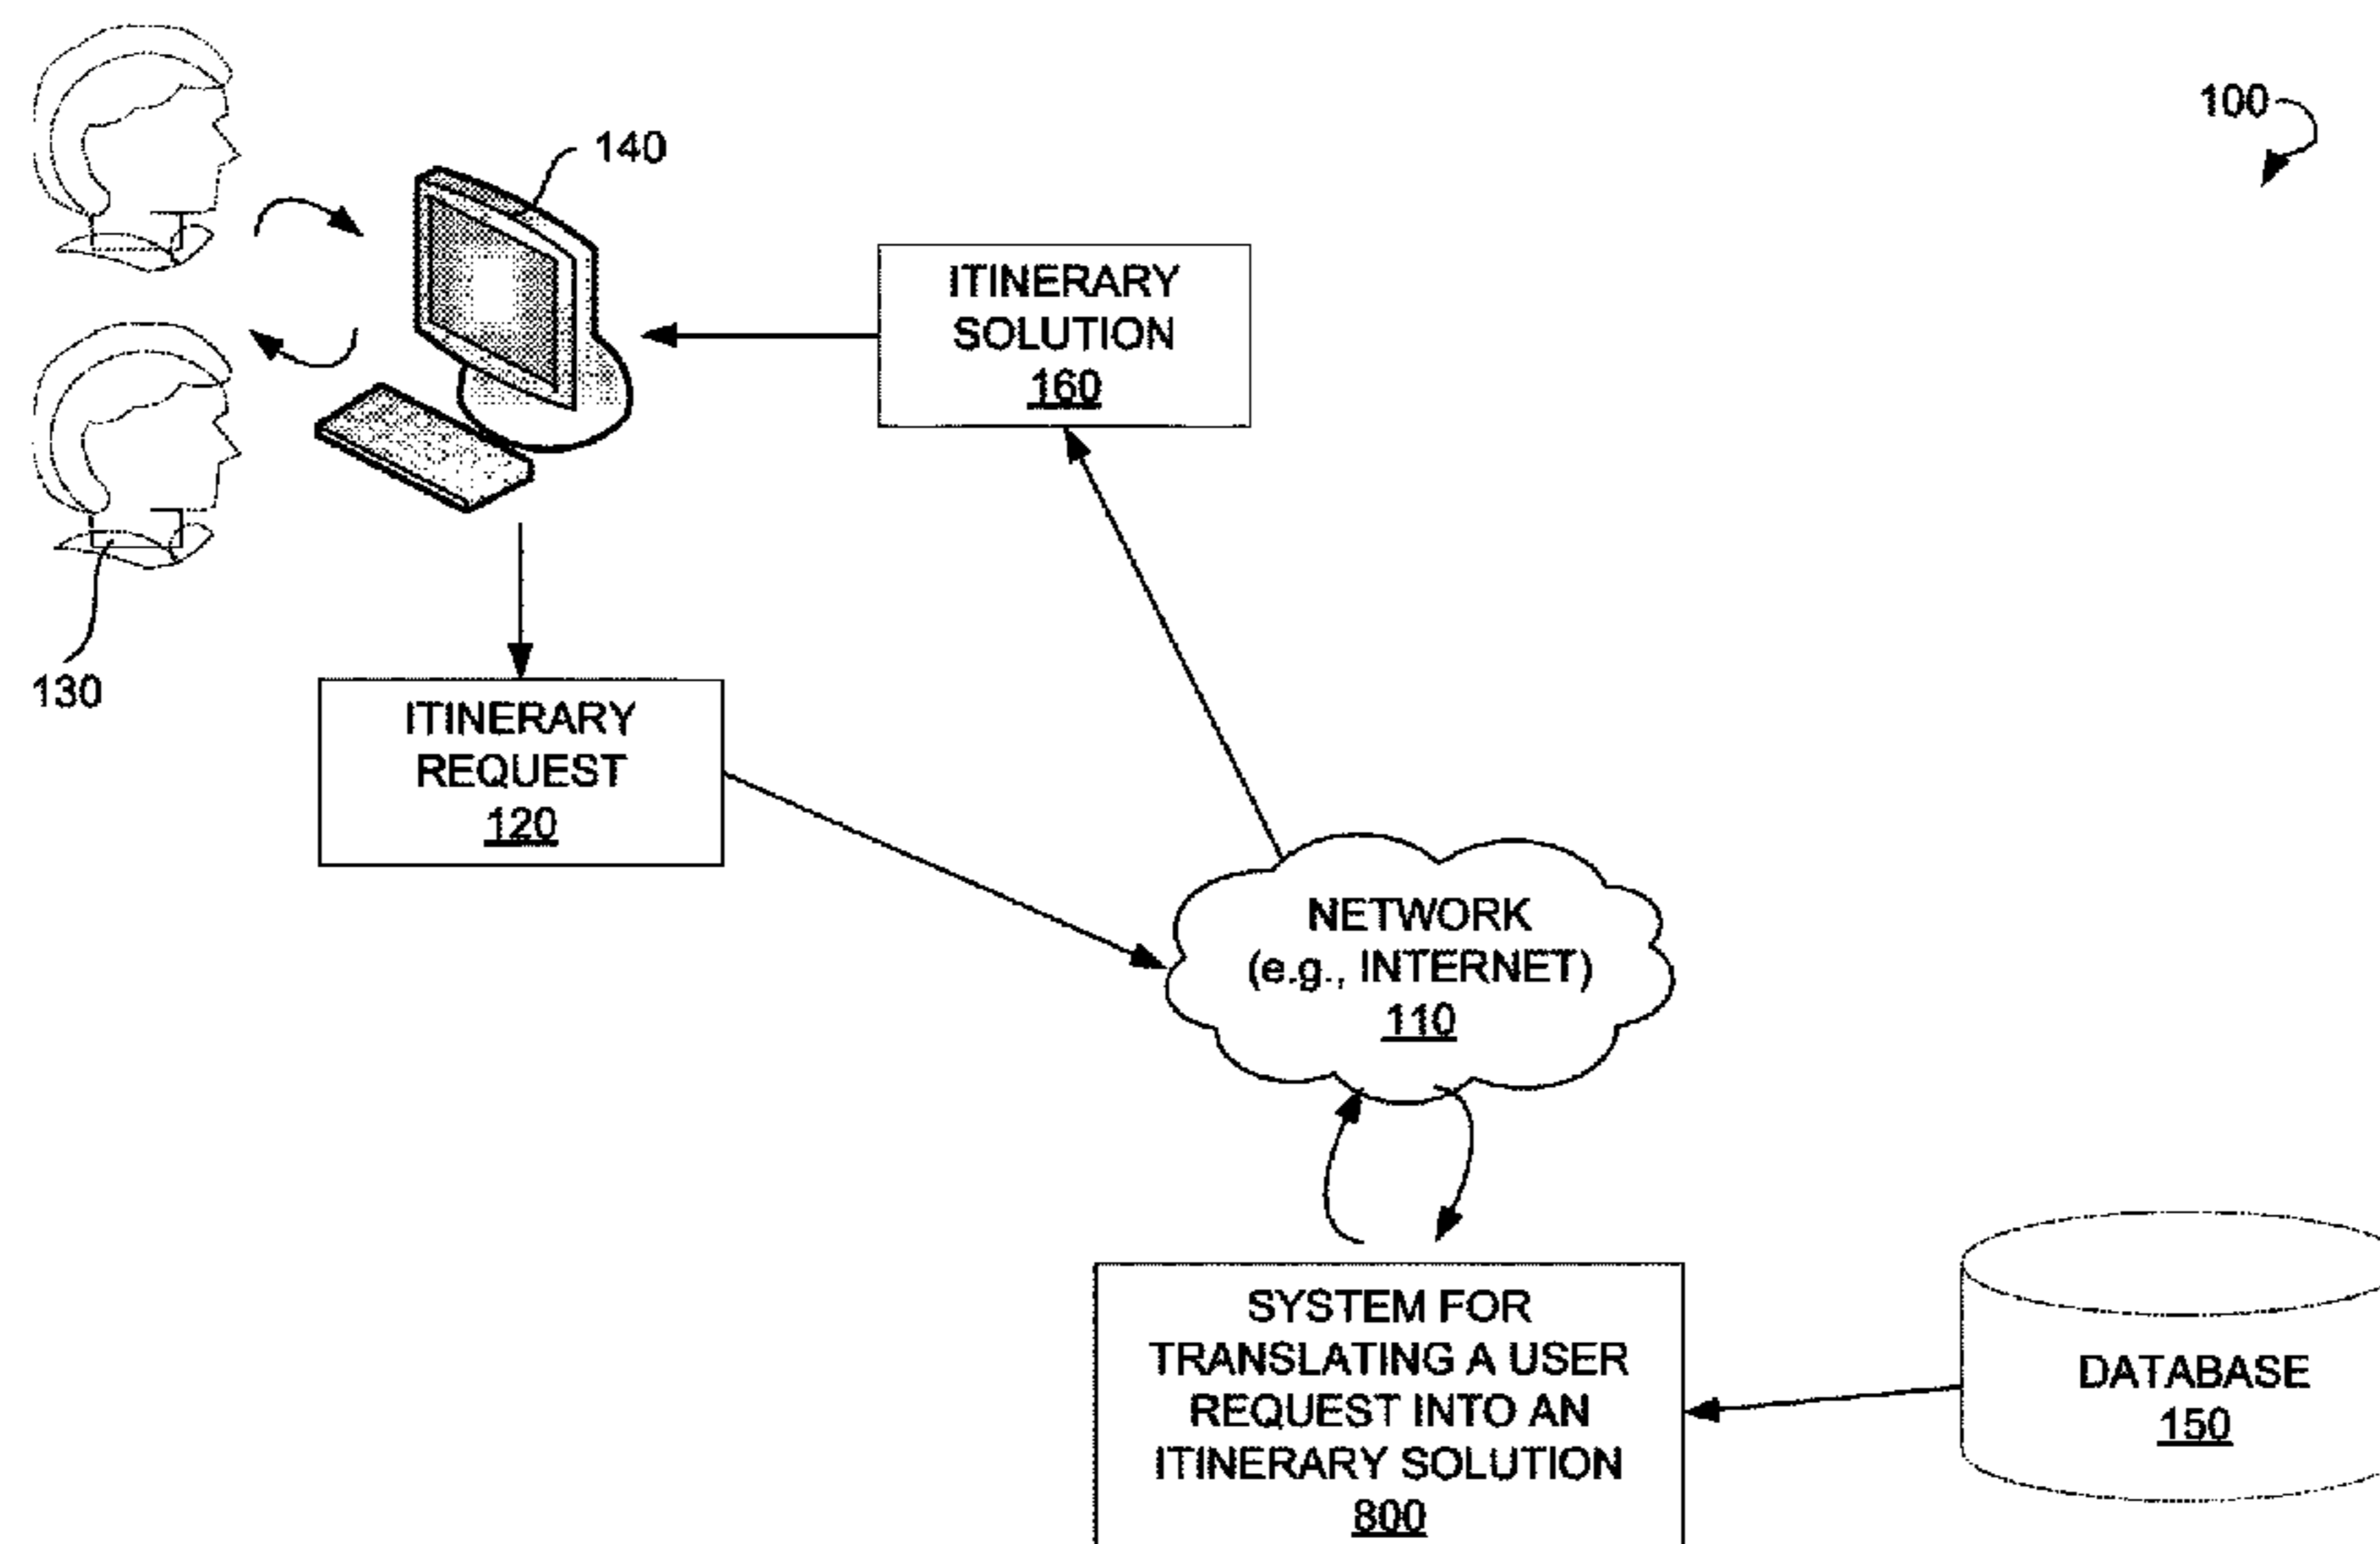 100
140
ITINERARY
SOLUTION
160
130
ITINERARY
REQUEST
120
NETWORK
(e.g., INTERNET)
110
SYSTEM FOR
TRANSLATING A USER
REQUEST INTO AN
ITINERARY SOLUTION
800
DATABASE
150